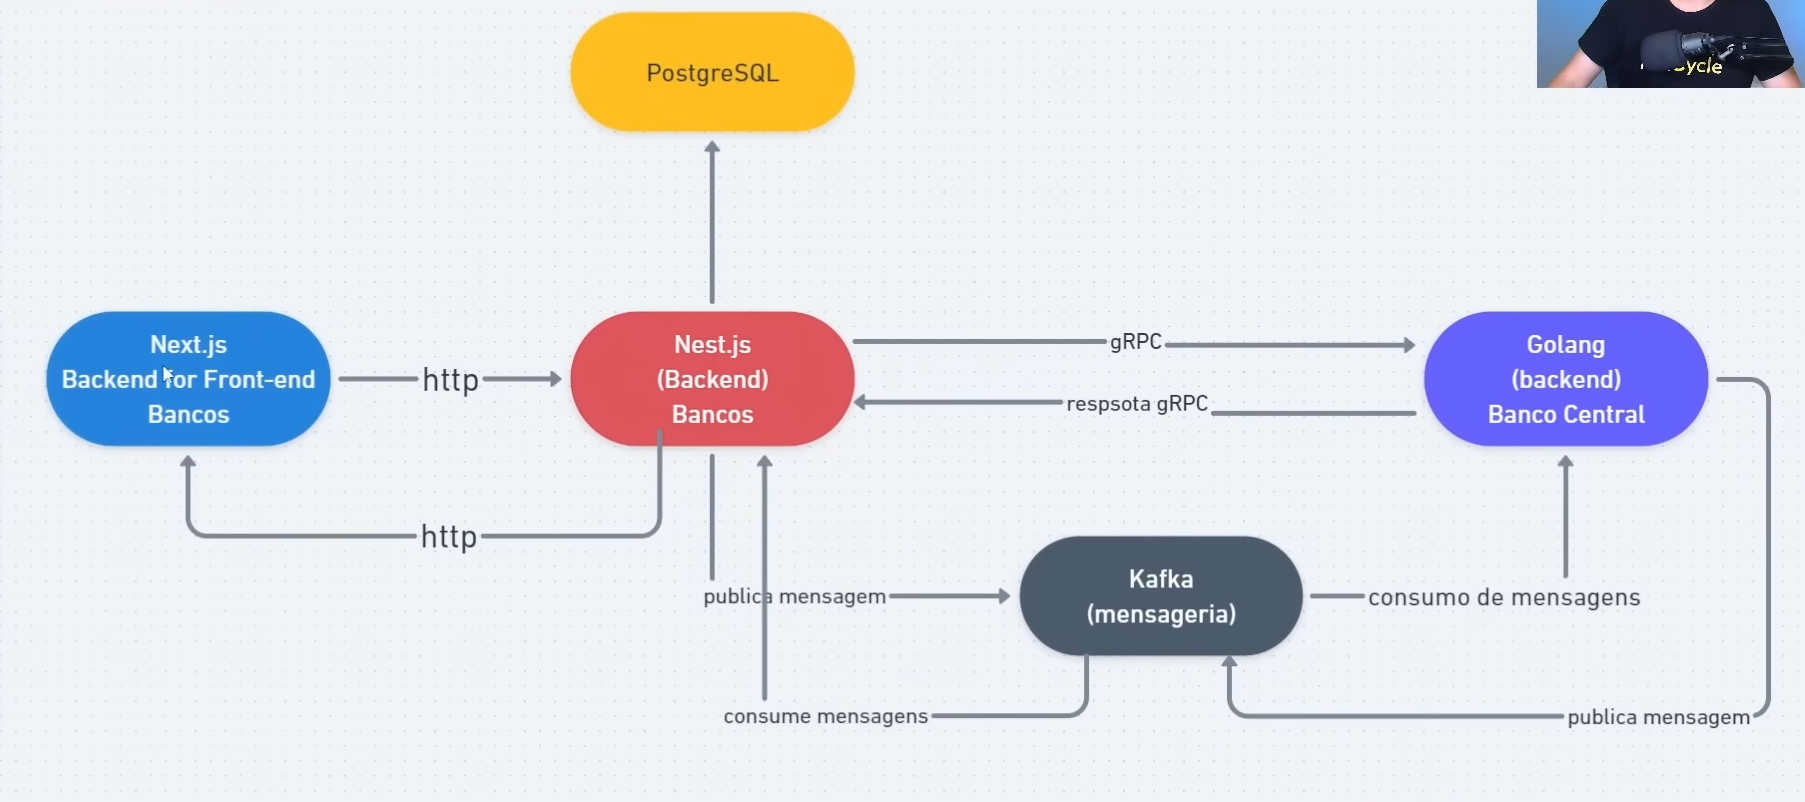 PostgreSQL
ycle
Next.js
Backend for Front-end
Bancos
http
Nest.js
(Backend)
Bancos
gRPC
respsota gRPC
Golang
(backend)
Banco Central
http
publica mensagem
Kafka
(mensageria)
consumo de mensagens
consume mensagens
publica mensagem